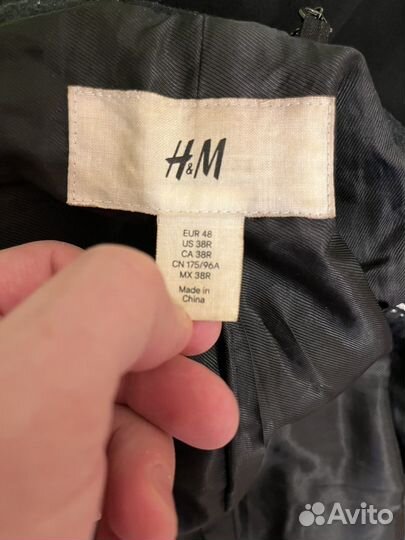 H&M
EUR 48
US 38R
CA 38R
CN 175/96A
MX 38R
Made in
China
Avito